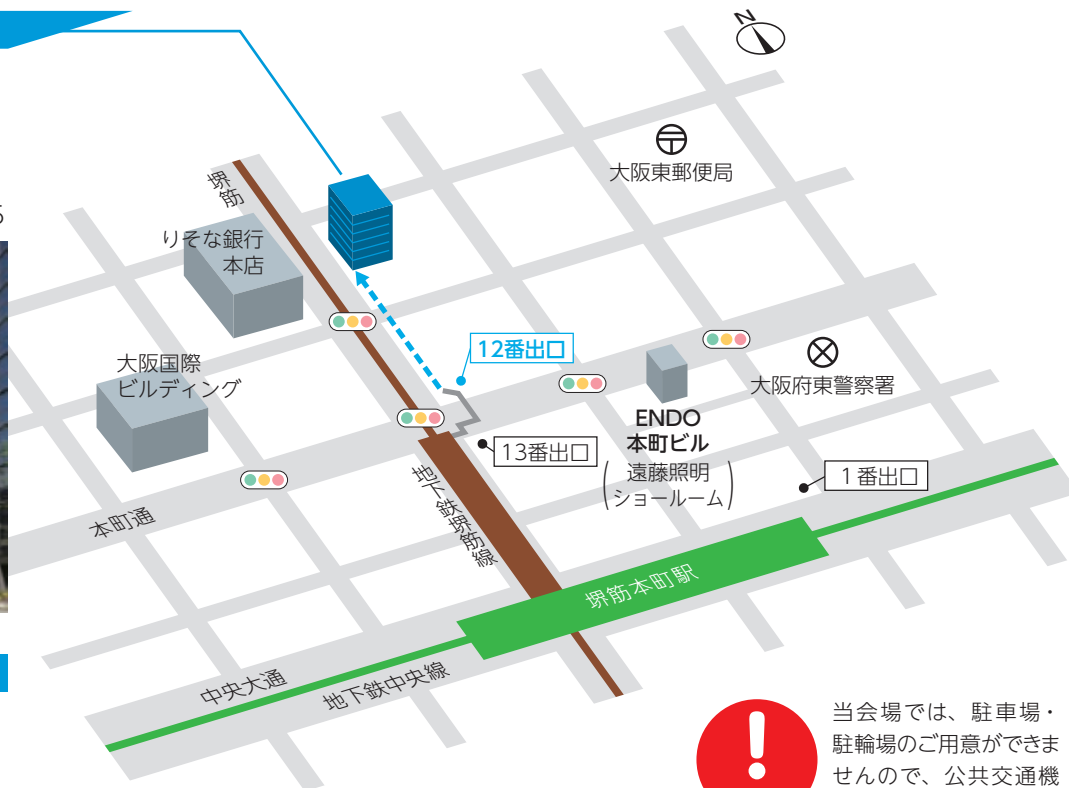 N
大阪東郵便局
堺筋
りそな銀行
本店
12番出口
大阪国際
ビルディング
大阪府東警察署
ENDO
本町ビル
遠藤照明
ショールーム
13番出口
1番出口
地下鉄堺筋線
本町通
堺筋本町駅
中央大通
地下鉄中央線
当会場では、駐車場・
駐輪場のご用意ができま
せんので、公共交通機